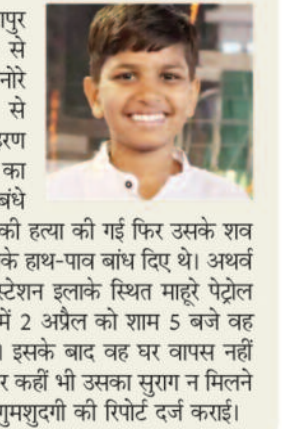 पुर
से
नोरे
से
हरण
का
बंधे
की हत्या की गई फिर उसके शव
के हाथ-पाव बांध दिए थे। अथर्व
स्टेशन इलाके स्थित माहूरे पेट्रोल
में 2 अप्रैल को शाम 5 बजे वह
। इसके बाद वह घर वापस नहीं
र कहीं भी उसका सुराग न मिलने
गुमशुदगी की रिपोर्ट दर्ज कराई।